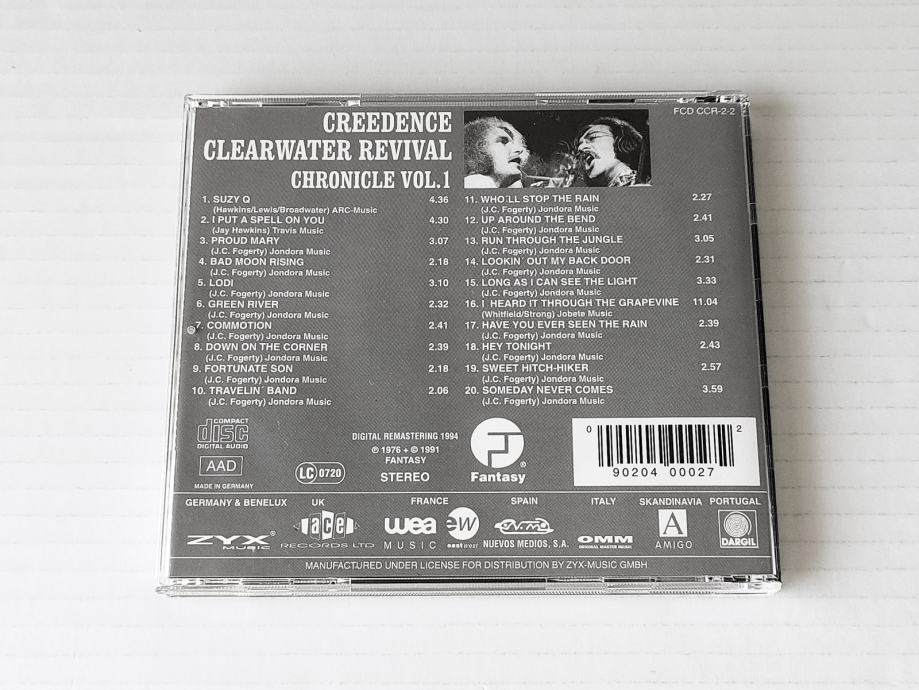 FCD CCR-2-2
CREEDENCE
CLEARWATER REVIVAL
CHRONICLE VOL.1
1. SUZY Q 4.36
(Hawkins/Lewis/Broadwater) ARC-Music
2. I PUT A SPELL ON YOU 4.30
(Jay Hawkins) Travis Music
3. PROUD MARY 3.07
(J.C. Fogerty) Jondora Music
4. BAD MOON RISING 2.18
(J.C. Fogerty) Jondora Music
5. LODI 3.10
(J.C. Fogerty) Jondora Music
6. GREEN RIVER 2.32
(J.C. Fogerty) Jondora Music
7. COMMOTION 2.41
(J.C. Fogerty) Jondora Music
8. DOWN ON THE CORNER 2.39
(J.C. Fogerty) Jondora Music
9. FORTUNATE SON 2.18
(J.C. Fogerty) Jondora Music
10. TRAVELIN´ BAND 2.06
(J.C. Fogerty) Jondora Music
11. WHO´LL STOP THE RAIN 2.27
(J.C. Fogerty) Jondora Music
12. UP AROUND THE BEND 2.41
(J.C. Fogerty) Jondora Music
13. RUN THROUGH THE JUNGLE 3.05
(J.C. Fogerty) Jondora Music
14. LOOKIN´ OUT MY BACK DOOR 2.31
(J.C. Fogerty) Jondora Music
15. LONG AS I CAN SEE THE LIGHT 3.33
(J.C. Fogerty) Jondora Music
16. I HEARD IT THROUGH THE GRAPEVINE 11.04
(Whitfield/Strong) Jobete Music
17. HAVE YOU EVER SEEN THE RAIN 2.39
(J.C. Fogerty) Jondora Music
18. HEY TONIGHT 2.43
(J.C. Fogerty) Jondora Music
19. SWEET HITCH-HIKER 2.57
(J.C. Fogerty) Jondora Music
20. SOMEDAY NEVER COMES 3.59
(J.C. Fogerty) Jondora Music
COMPACT
disc
DIGITAL AUDIO
AAD
MADE IN GERMANY
LC 0720
DIGITAL REMASTERING 1994
℗ 1976 + © 1991
FANTASY
STEREO
Fantasy®
0 90204 00027 2
GERMANY & BENELUX UK FRANCE SPAIN ITALY SKANDINAVIA PORTUGAL
ZYX
MUSIC
ace
RECORDS LTD
wea
MUSIC
ew
east west
NUEVOS MEDIOS, S.A.
OMM
ORIGINAL MASTER MUSIC
A
AMIGO
DARGIL
MANUFACTURED UNDER LICENSE FOR DISTRIBUTION BY ZYX-MUSIC GMBH